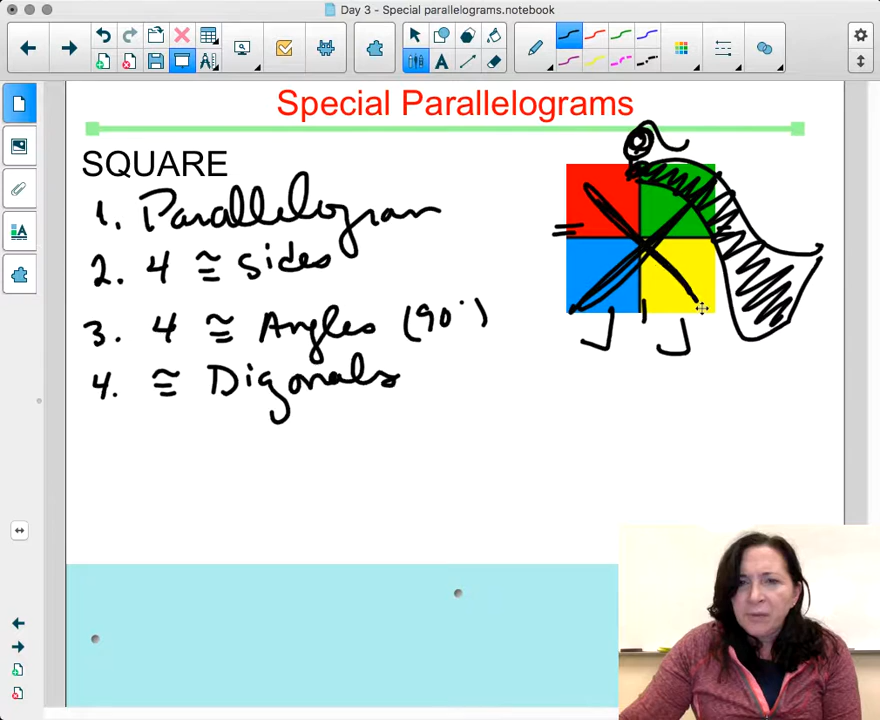 Day 3 - Special parallelograms.notebook
Special Parallelograms
SQUARE
1. Parallelogram
2. 4 ≅ sides
3. 4 ≅ Angles (90°)
4. ≅ Digonals